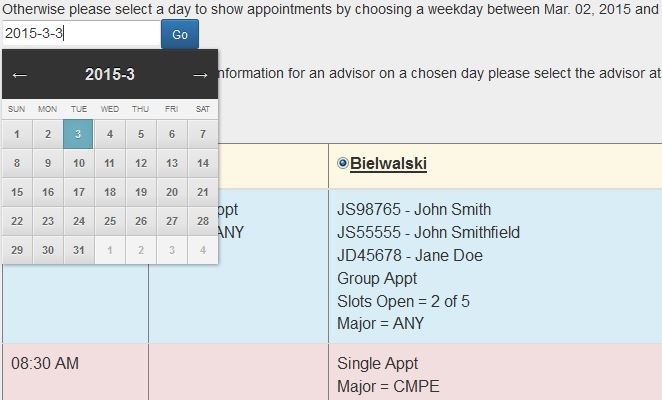 Otherwise please select a day to show appointments by choosing a weekday between Mar. 02, 2015 and
2015-3-3 Go
← 2015-3 →
nformation for an advisor on a chosen day please select the advisor at
SUN MON TUE WED THU FRI SAT
1 2 3 4 5 6 7
8 9 10 11 12 13 14
15 16 17 18 19 20 21
22 23 24 25 26 27 28
29 30 31 1 2 3 4
Bielwalski
ppt
ANY
JS98765 - John Smith
JS55555 - John Smithfield
JD45678 - Jane Doe
Group Appt
Slots Open = 2 of 5
Major = ANY
08:30 AM
Single Appt
Major = CMPE